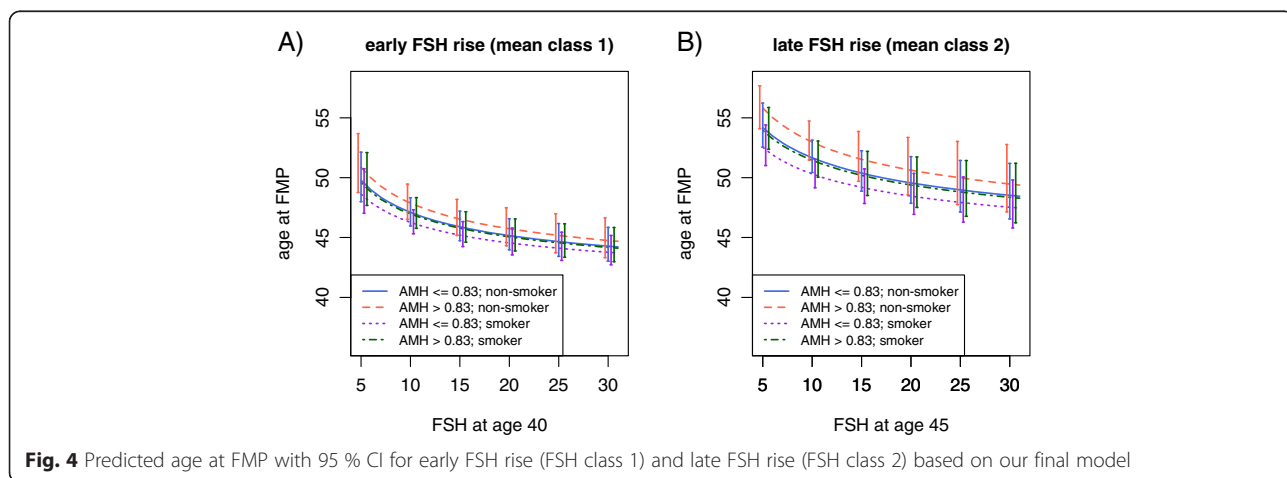 A)
early FSH rise (mean class 1)
age at FMP
55
50
45
40
AMH <= 0.83; non-smoker
AMH > 0.83; non-smoker
AMH <= 0.83; smoker
AMH > 0.83; smoker
5 10 15 20 25 30
FSH at age 40
B)
late FSH rise (mean class 2)
age at FMP
55
50
45
40
AMH <= 0.83; non-smoker
AMH > 0.83; non-smoker
AMH <= 0.83; smoker
AMH > 0.83; smoker
5 10 15 20 25 30
FSH at age 45
Fig. 4 Predicted age at FMP with 95 % CI for early FSH rise (FSH class 1) and late FSH rise (FSH class 2) based on our final model